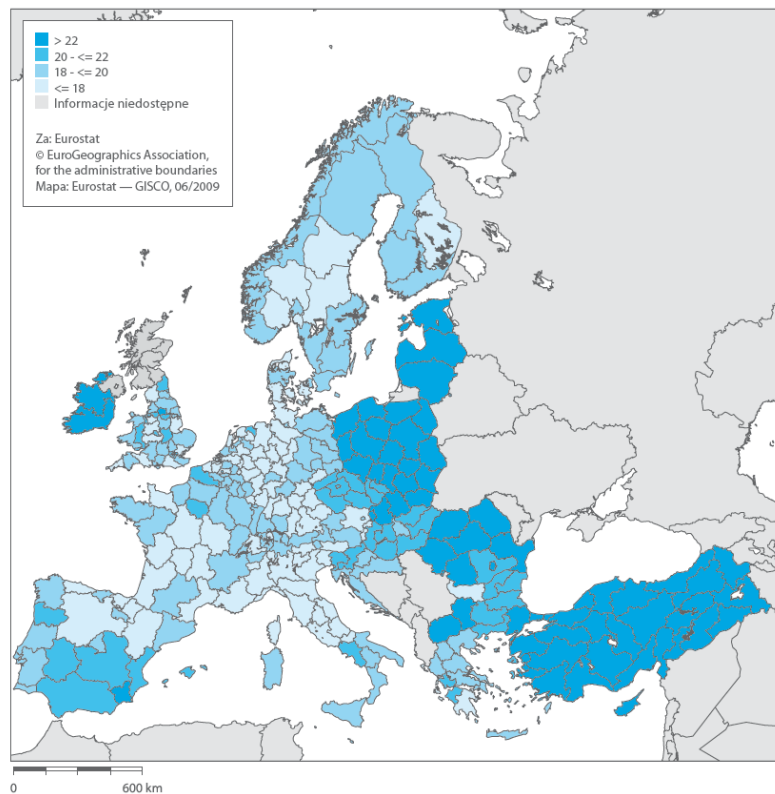 > 22
20 - <= 22
18 - <= 20
<= 18
Informacje niedostępne
Za: Eurostat
© EuroGeographics Association,
for the administrative boundaries
Mapa: Eurostat — GISCO, 06/2009
0 600 km